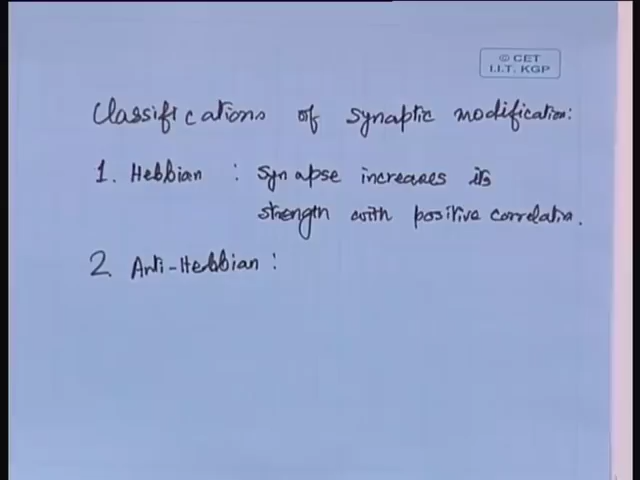 © CET
I.I.T. KGP
Classifications of synaptic modification:
1. Hebbian : Synapse increases its
strength with positive correlation.
2. Anti-Hebbian :